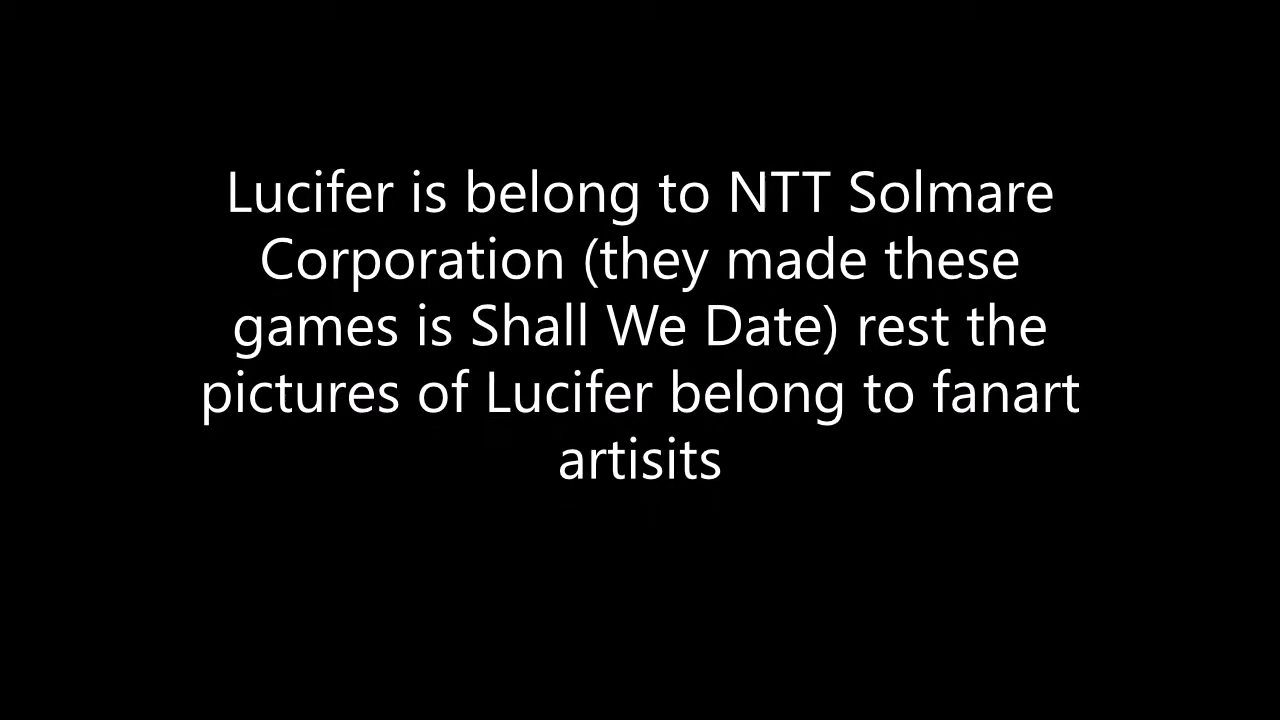 Lucifer is belong to NTT Solmare
Corporation (they made these
games is Shall We Date) rest the
pictures of Lucifer belong to fanart
artisits